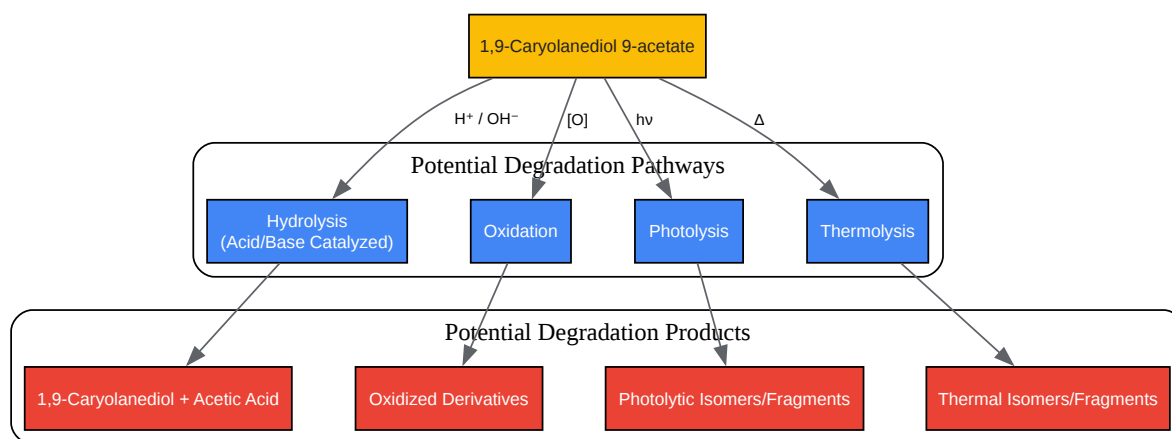 1,9-Caryolanediol 9-acetate
H⁺ / OH⁻
[O]
hν
Δ
Potential Degradation Pathways
Hydrolysis
(Acid/Base Catalyzed)
Oxidation
Photolysis
Thermolysis
Potential Degradation Products
1,9-Caryolanediol + Acetic Acid
Oxidized Derivatives
Photolytic Isomers/Fragments
Thermal Isomers/Fragments